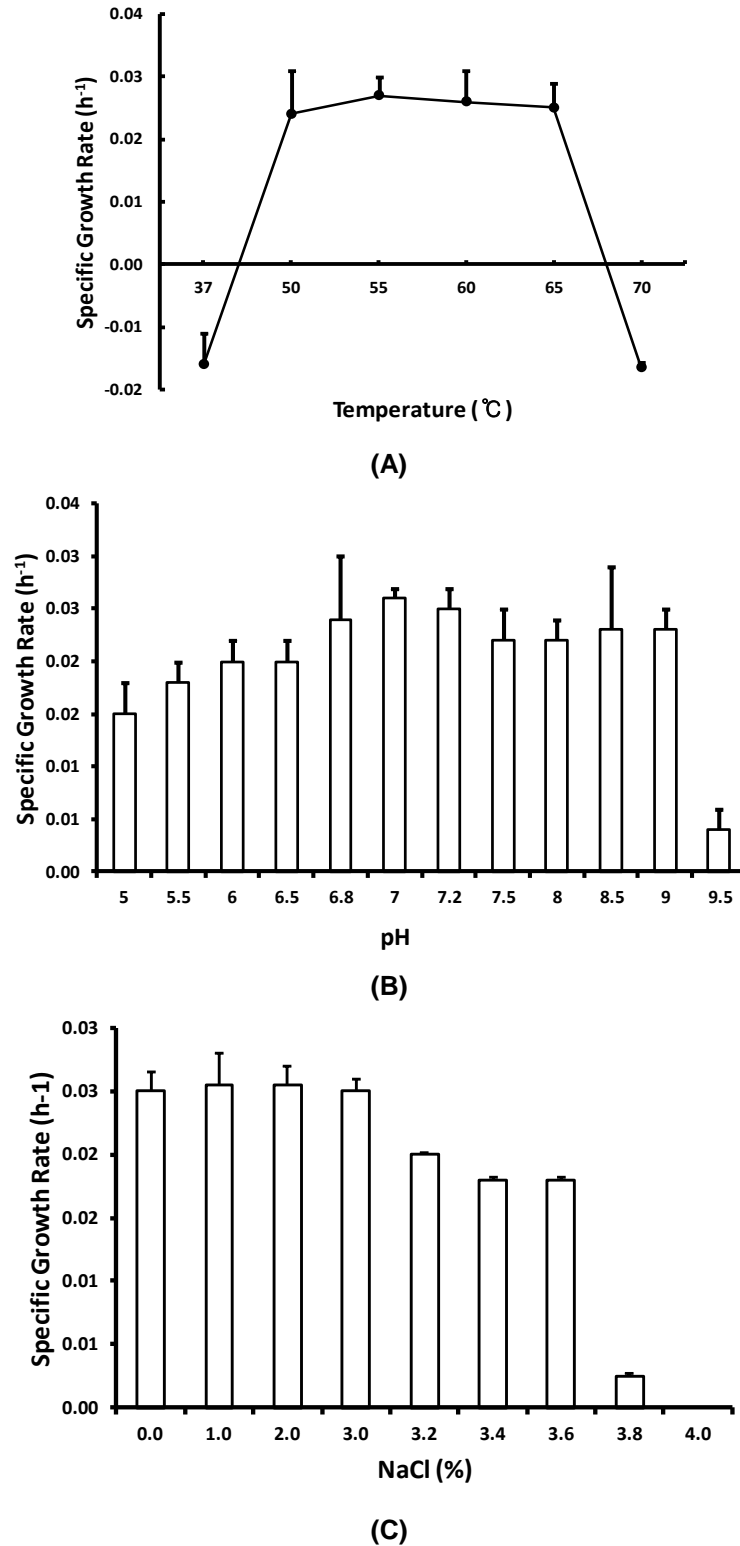 0.04
0.03
0.02
0.01
0.00
-0.01
-0.02
Specific Growth Rate (h-1)
37 50 55 60 65 70
Temperature (℃)
(A)
0.04
0.03
0.03
0.02
0.02
0.01
0.01
0.00
Specific Growth Rate (h-1)
5 5.5 6 6.5 6.8 7 7.2 7.5 8 8.5 9 9.5
pH
(B)
0.03
0.03
0.02
0.02
0.01
0.01
0.00
Specific Growth Rate (h-1)
0.0 1.0 2.0 3.0 3.2 3.4 3.6 3.8 4.0
NaCl (%)
(C)